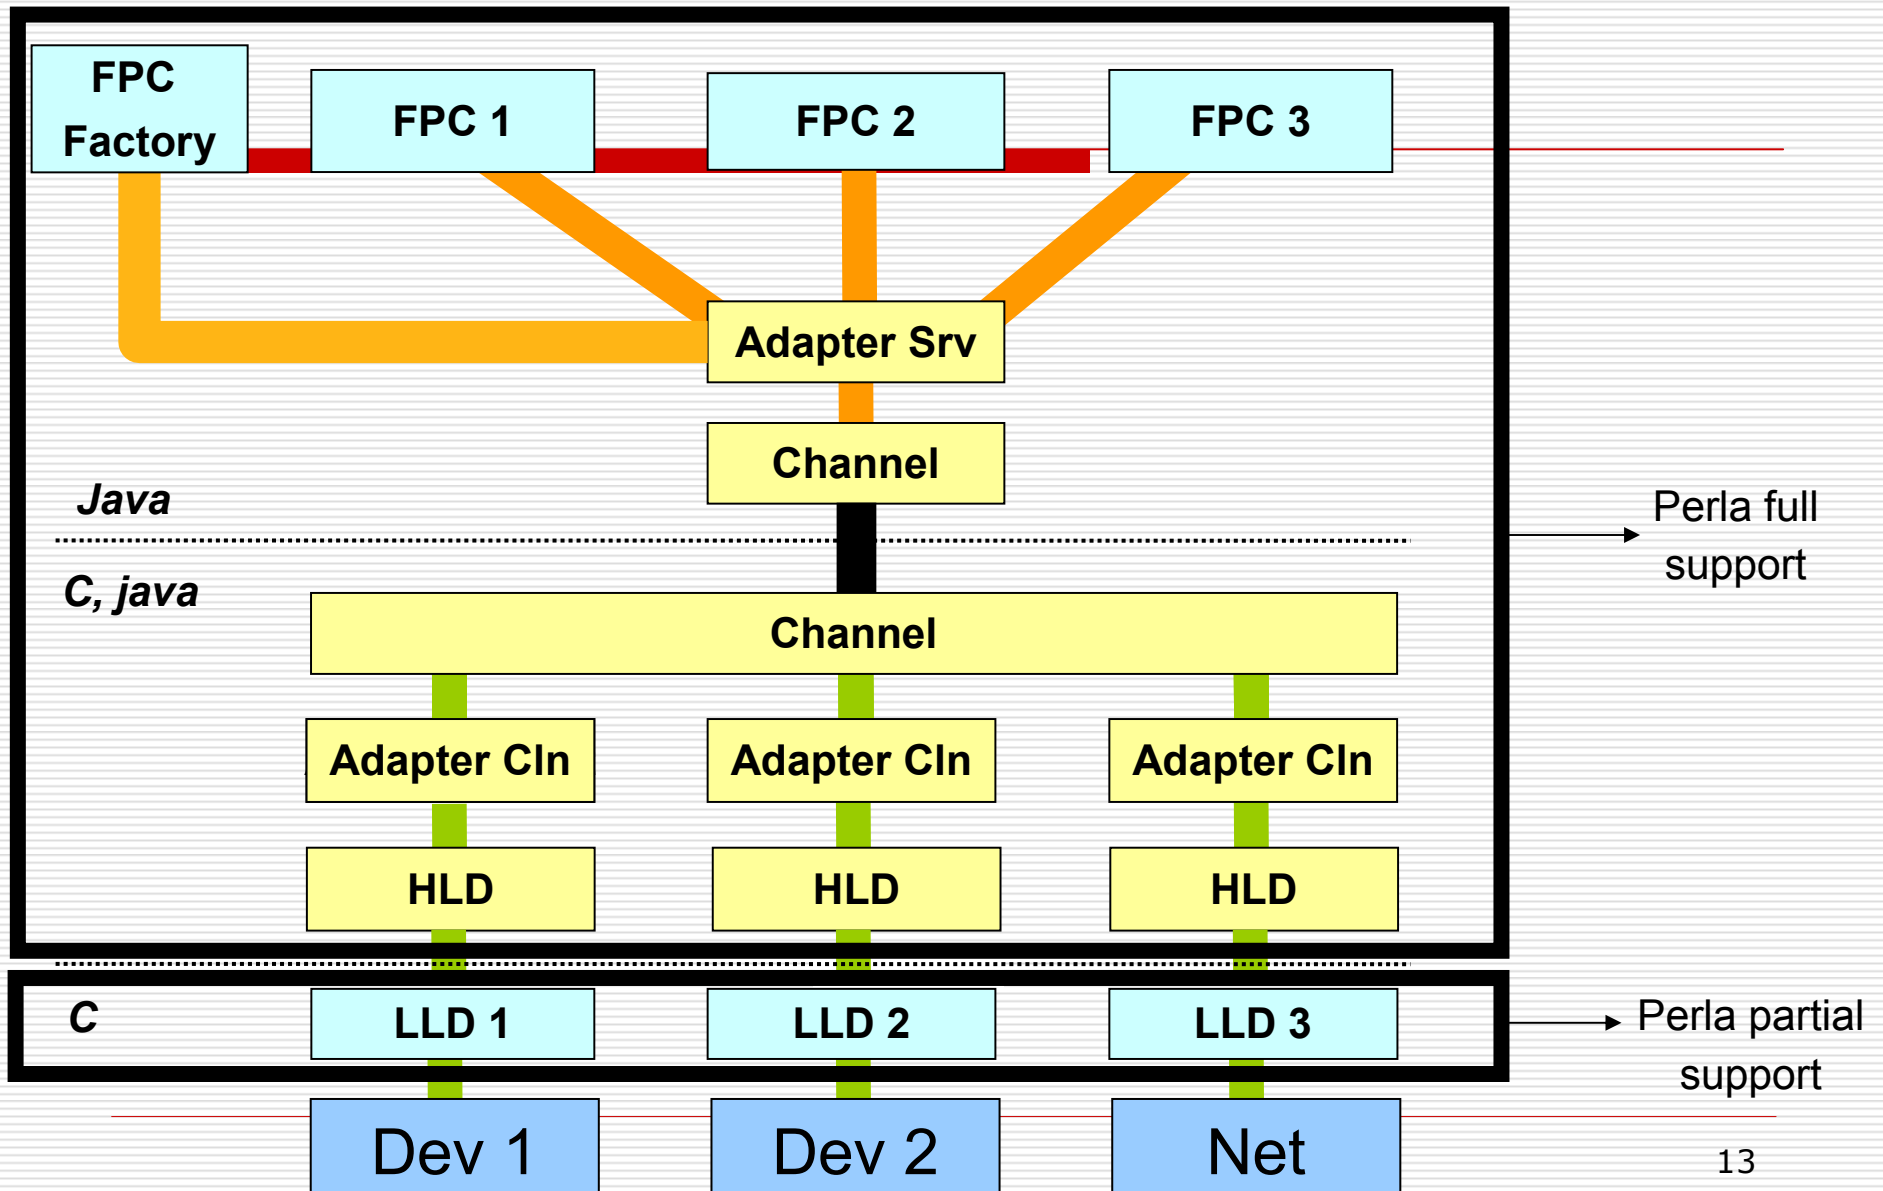 FPC
Factory
FPC 1
FPC 2
FPC 3
Adapter Srv
Channel
Java
Perla full
support
C, java
Channel
Adapter Cln
Adapter Cln
Adapter Cln
HLD
HLD
HLD
C
LLD 1
LLD 2
LLD 3
Perla partial
support
Dev 1
Dev 2
Net
13